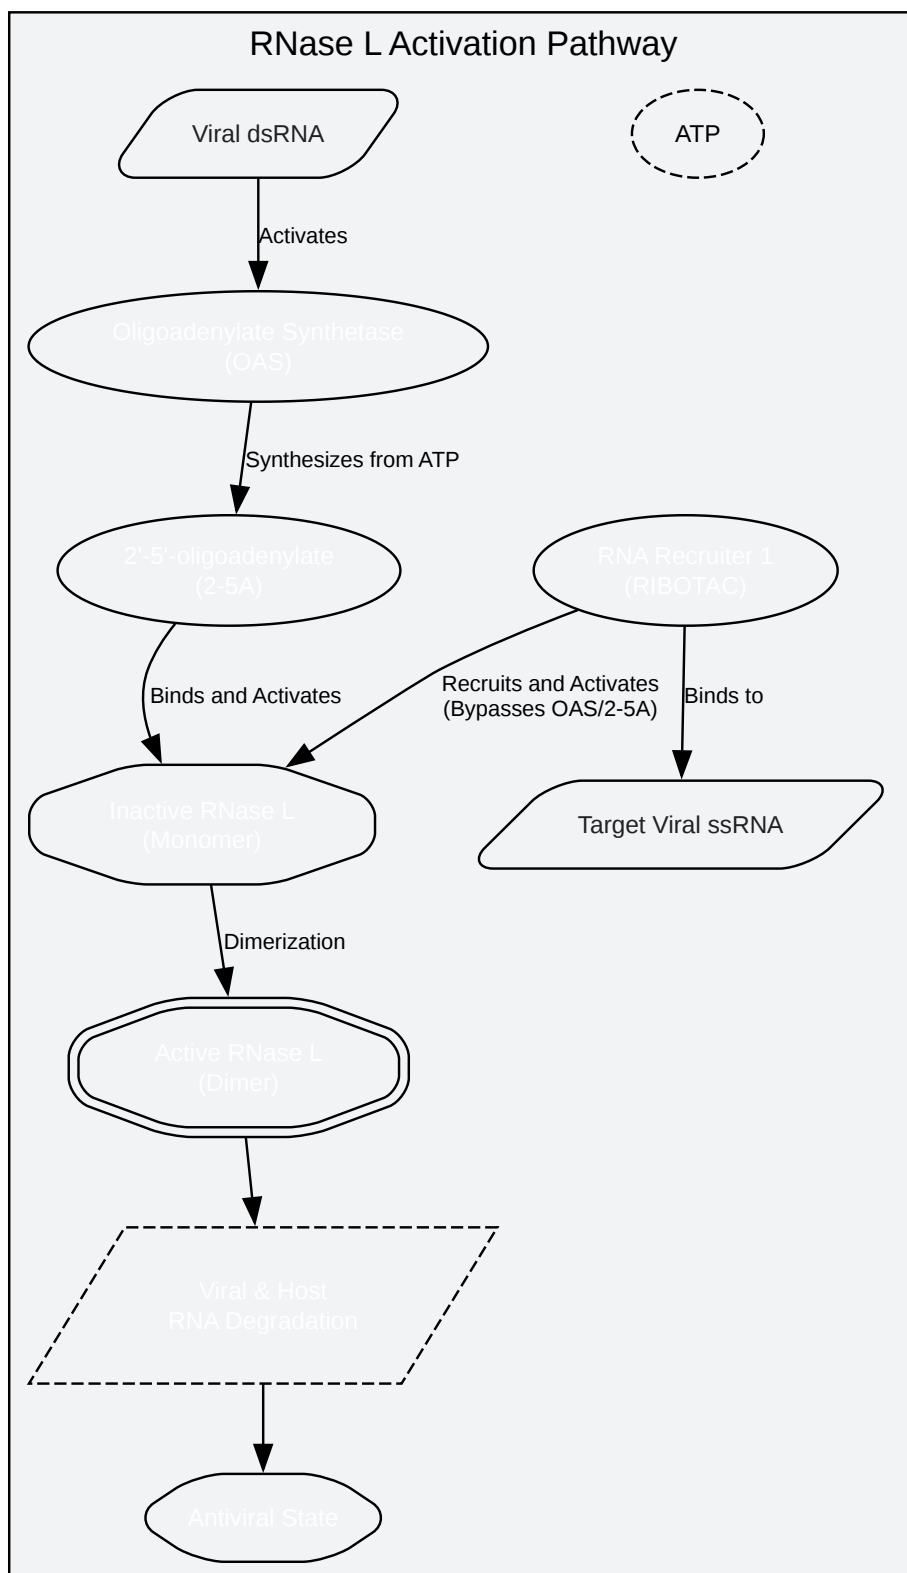 RNase L Activation Pathway
Viral dsRNA
ATP
Activates
Oligoadenylate Synthetase
(OAS)
Synthesizes from ATP
2'-5'-oligoadenylate
(2-5A)
RNA Recruiter 1
(RIBOTAC)
Binds and Activates
Recruits and Activates
(Bypasses OAS/2-5A)
Binds to
Inactive RNase L
(Monomer)
Target Viral ssRNA
Dimerization
Active RNase L
(Dimer)
Viral & Host
RNA Degradation
Antiviral State